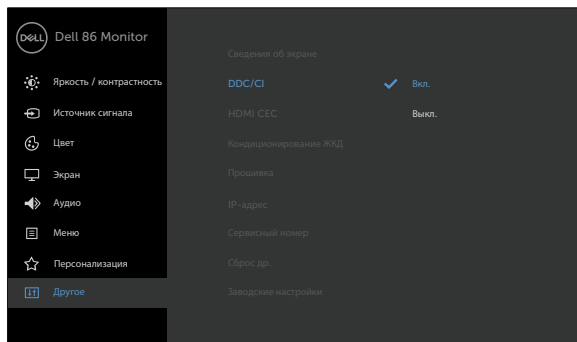 DELL Dell 86 Monitor
Яркость / контрастность
Источник сигнала
Цвет
Экран
Аудио
Меню
Персонализация
Другое
Сведения об экране
DDC/CI Вкл.
HDMI CEC Выкл.
Кондиционирование ЖКД
Прошивка
IP-адрес
Сервисный номер
Сброс др.
Заводские настройки